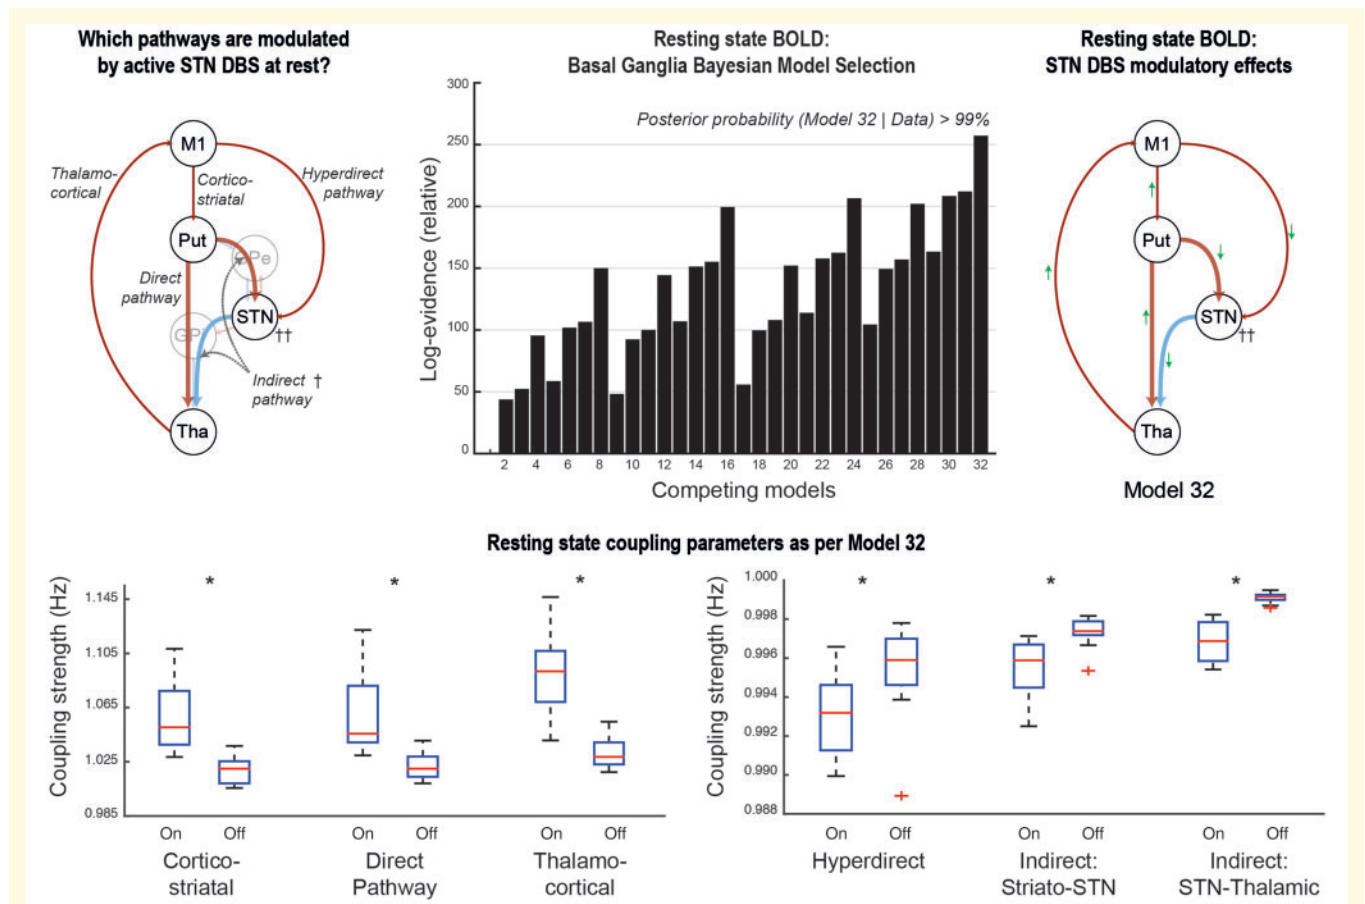 Which pathways are modulated
by active STN DBS at rest?
M1
Thalamo-
cortical
Cortico-
striatal
Hyperdirect
pathway
Put
GPe
Direct
pathway
STN
††
GPi
Indirect †
pathway
Tha
Resting state BOLD:
Basal Ganglia Bayesian Model Selection
Posterior probability (Model 32 | Data) > 99%
Log-evidence (relative)
300
250
200
150
100
50
0
2 4 6 8 10 12 14 16 18 20 22 24 26 28 30 32
Competing models
Resting state BOLD:
STN DBS modulatory effects
M1
↑
Put
↓
↓
↑
↑
STN
††
↓
Tha
Model 32
Resting state coupling parameters as per Model 32
Coupling strength (Hz)
1.145
1.105
1.065
1.025
0.985
* * *
On Off On Off On Off
Cortico-
striatal
Direct
Pathway
Thalamo-
cortical
Coupling strength (Hz)
1.000
0.998
0.996
0.994
0.992
0.990
0.988
* * *
On Off On Off On Off
Hyperdirect
Indirect:
Striato-STN
Indirect:
STN-Thalamic